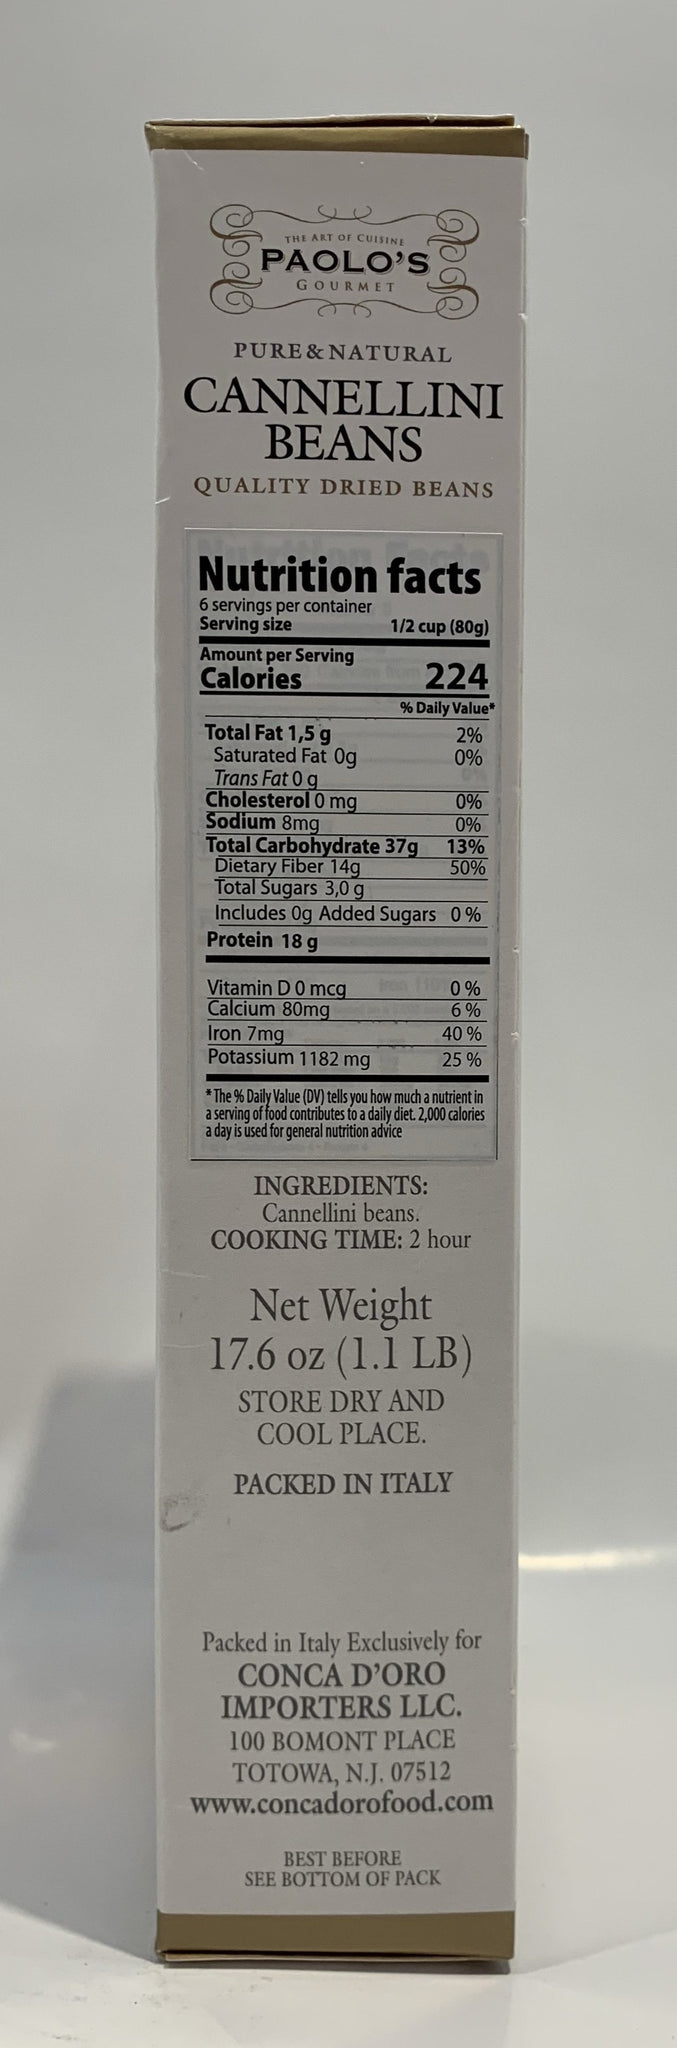 THE ART OF CUISINE
PAOLO'S
GOURMET
PURE & NATURAL
CANNELLINI
BEANS
QUALITY DRIED BEANS
Nutrition facts
6 servings per container
Serving size 1/2 cup (80g)
Amount per Serving
Calories 224
% Daily Value*
Total Fat 1,5 g 2%
Saturated Fat 0g 0%
Trans Fat 0 g
Cholesterol 0 mg 0%
Sodium 8mg 0%
Total Carbohydrate 37g 13%
Dietary Fiber 14g 50%
Total Sugars 3,0 g
Includes 0g Added Sugars 0 %
Protein 18 g
Vitamin D 0 mcg 0 %
Calcium 80mg 6 %
Iron 7mg 40 %
Potassium 1182 mg 25 %
* The % Daily Value (DV) tells you how much a nutrient in
a serving of food contributes to a daily diet. 2,000 calories
a day is used for general nutrition advice
INGREDIENTS:
Cannellini beans.
COOKING TIME: 2 hour
Net Weight
17.6 oz (1.1 LB)
STORE DRY AND
COOL PLACE.
PACKED IN ITALY
Packed in Italy Exclusively for
CONCA D'ORO
IMPORTERS LLC.
100 BOMONT PLACE
TOTOWA, N.J. 07512
www.concadorofood.com
BEST BEFORE
SEE BOTTOM OF PACK